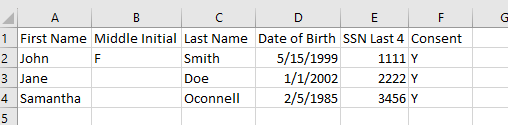 A B C D E F G
1 First Name Middle Initial Last Name Date of Birth SSN Last 4 Consent
2 John F Smith 5/15/1999 1111 Y
3 Jane Doe 1/1/2002 2222 Y
4 Samantha Oconnell 2/5/1985 3456 Y
5